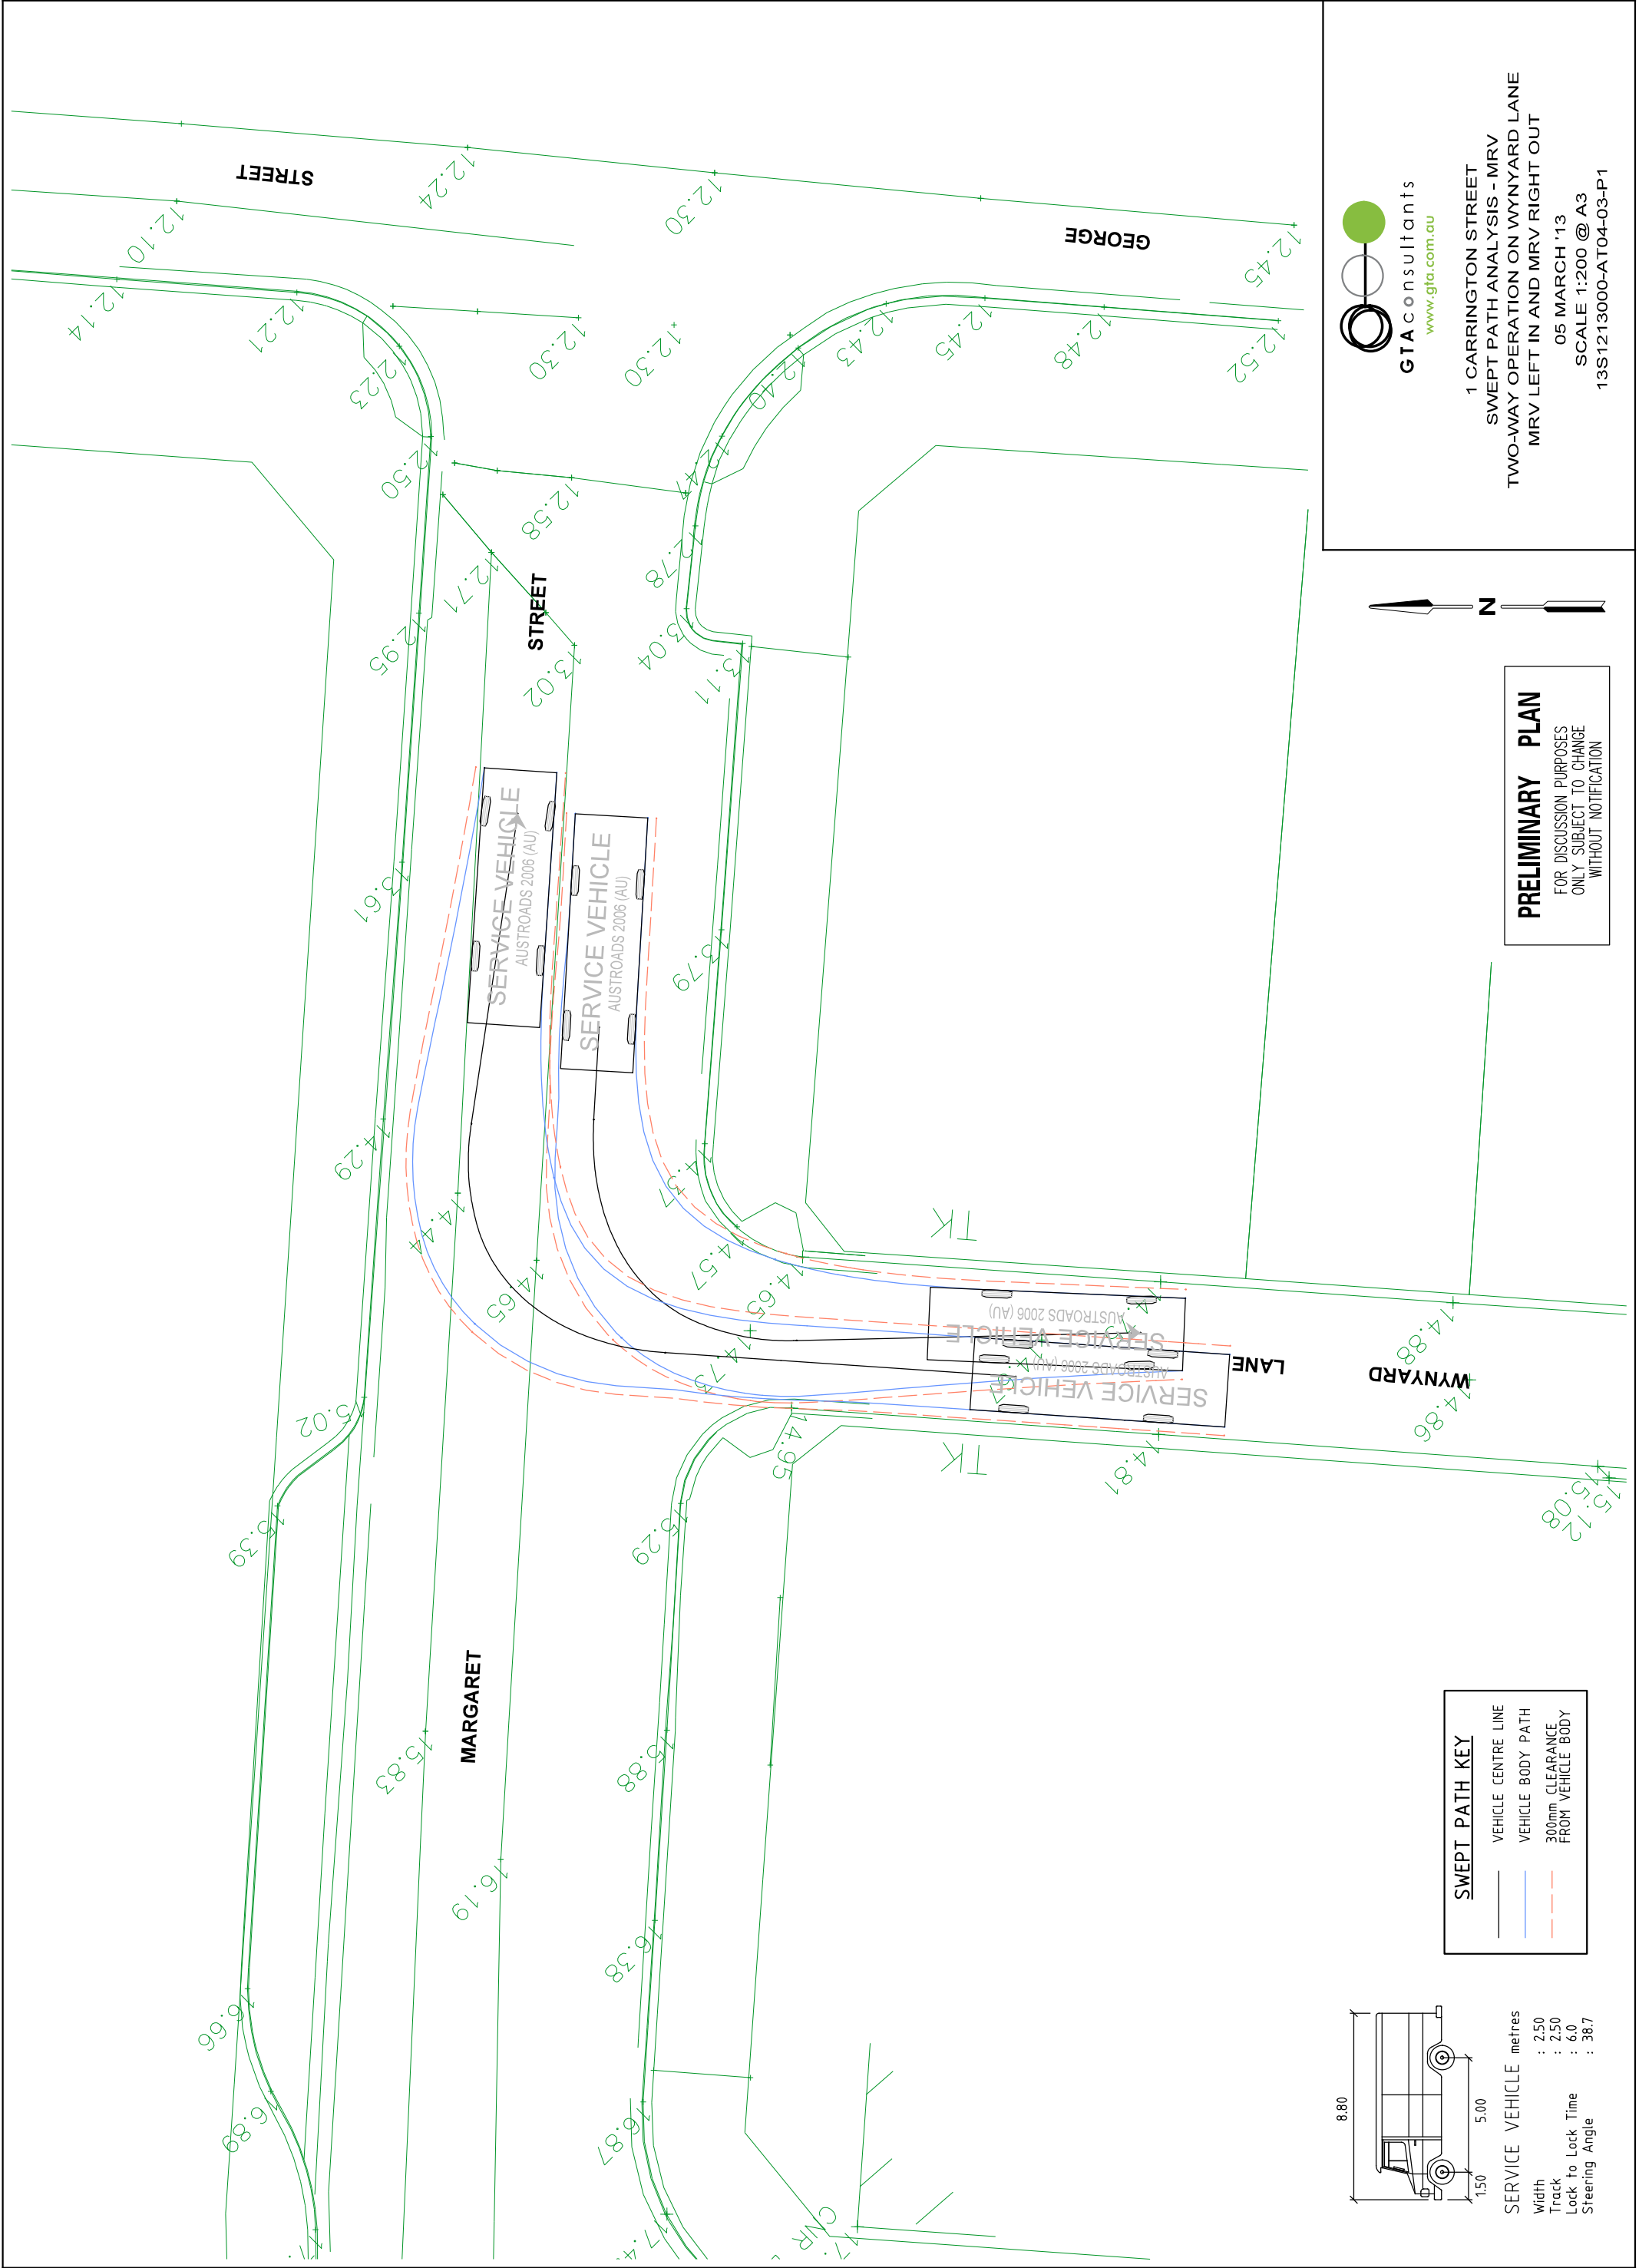 STREET
GEORGE
STREET
MARGARET
LANE
WYNYARD
12.10
12.14
12.21
12.24
12.30
12.30
12.30
12.45
12.23
12.43
12.45
12.48
12.52
12.40
12.50
12.47
12.58
12.71
12.78
12.95
13.02
13.04
13.11
13.61
13.79
14.29
14.37
14.44
14.57
14.65
14.65
14.73
14.95
14.81
14.88
14.86
15.12
15.08
TK
TK
5.02
15.39
15.29
15.83
15.88
16.19
16.38
16.66
16.89
16.87
SERVICE VEHICLE
AUSTROADS 2006 (AU)
SERVICE VEHICLE
AUSTROADS 2006 (AU)
SERVICE VEHICLE
AUSTROADS 2006 (AU)
SERVICE VEHICLE
AUSTROADS 2006 (AU)
8.80
1.50
5.00
SERVICE VEHICLE
metres
Width : 2.50
Track : 2.50
Lock to Lock Time : 6.0
Steering Angle : 38.7
SWEPT PATH KEY
VEHICLE CENTRE LINE
VEHICLE BODY PATH
300mm CLEARANCE
FROM VEHICLE BODY
PRELIMINARY PLAN
FOR DISCUSSION PURPOSES
ONLY SUBJECT TO CHANGE
WITHOUT NOTIFICATION
N
GTA consultants
www.gta.com.au
1 CARRINGTON STREET
SWEPT PATH ANALYSIS - MRV
TWO-WAY OPERATION ON WYNYARD LANE
MRV LEFT IN AND MRV RIGHT OUT
05 MARCH '13
SCALE 1:200 @ A3
13S1213000-AT04-03-P1